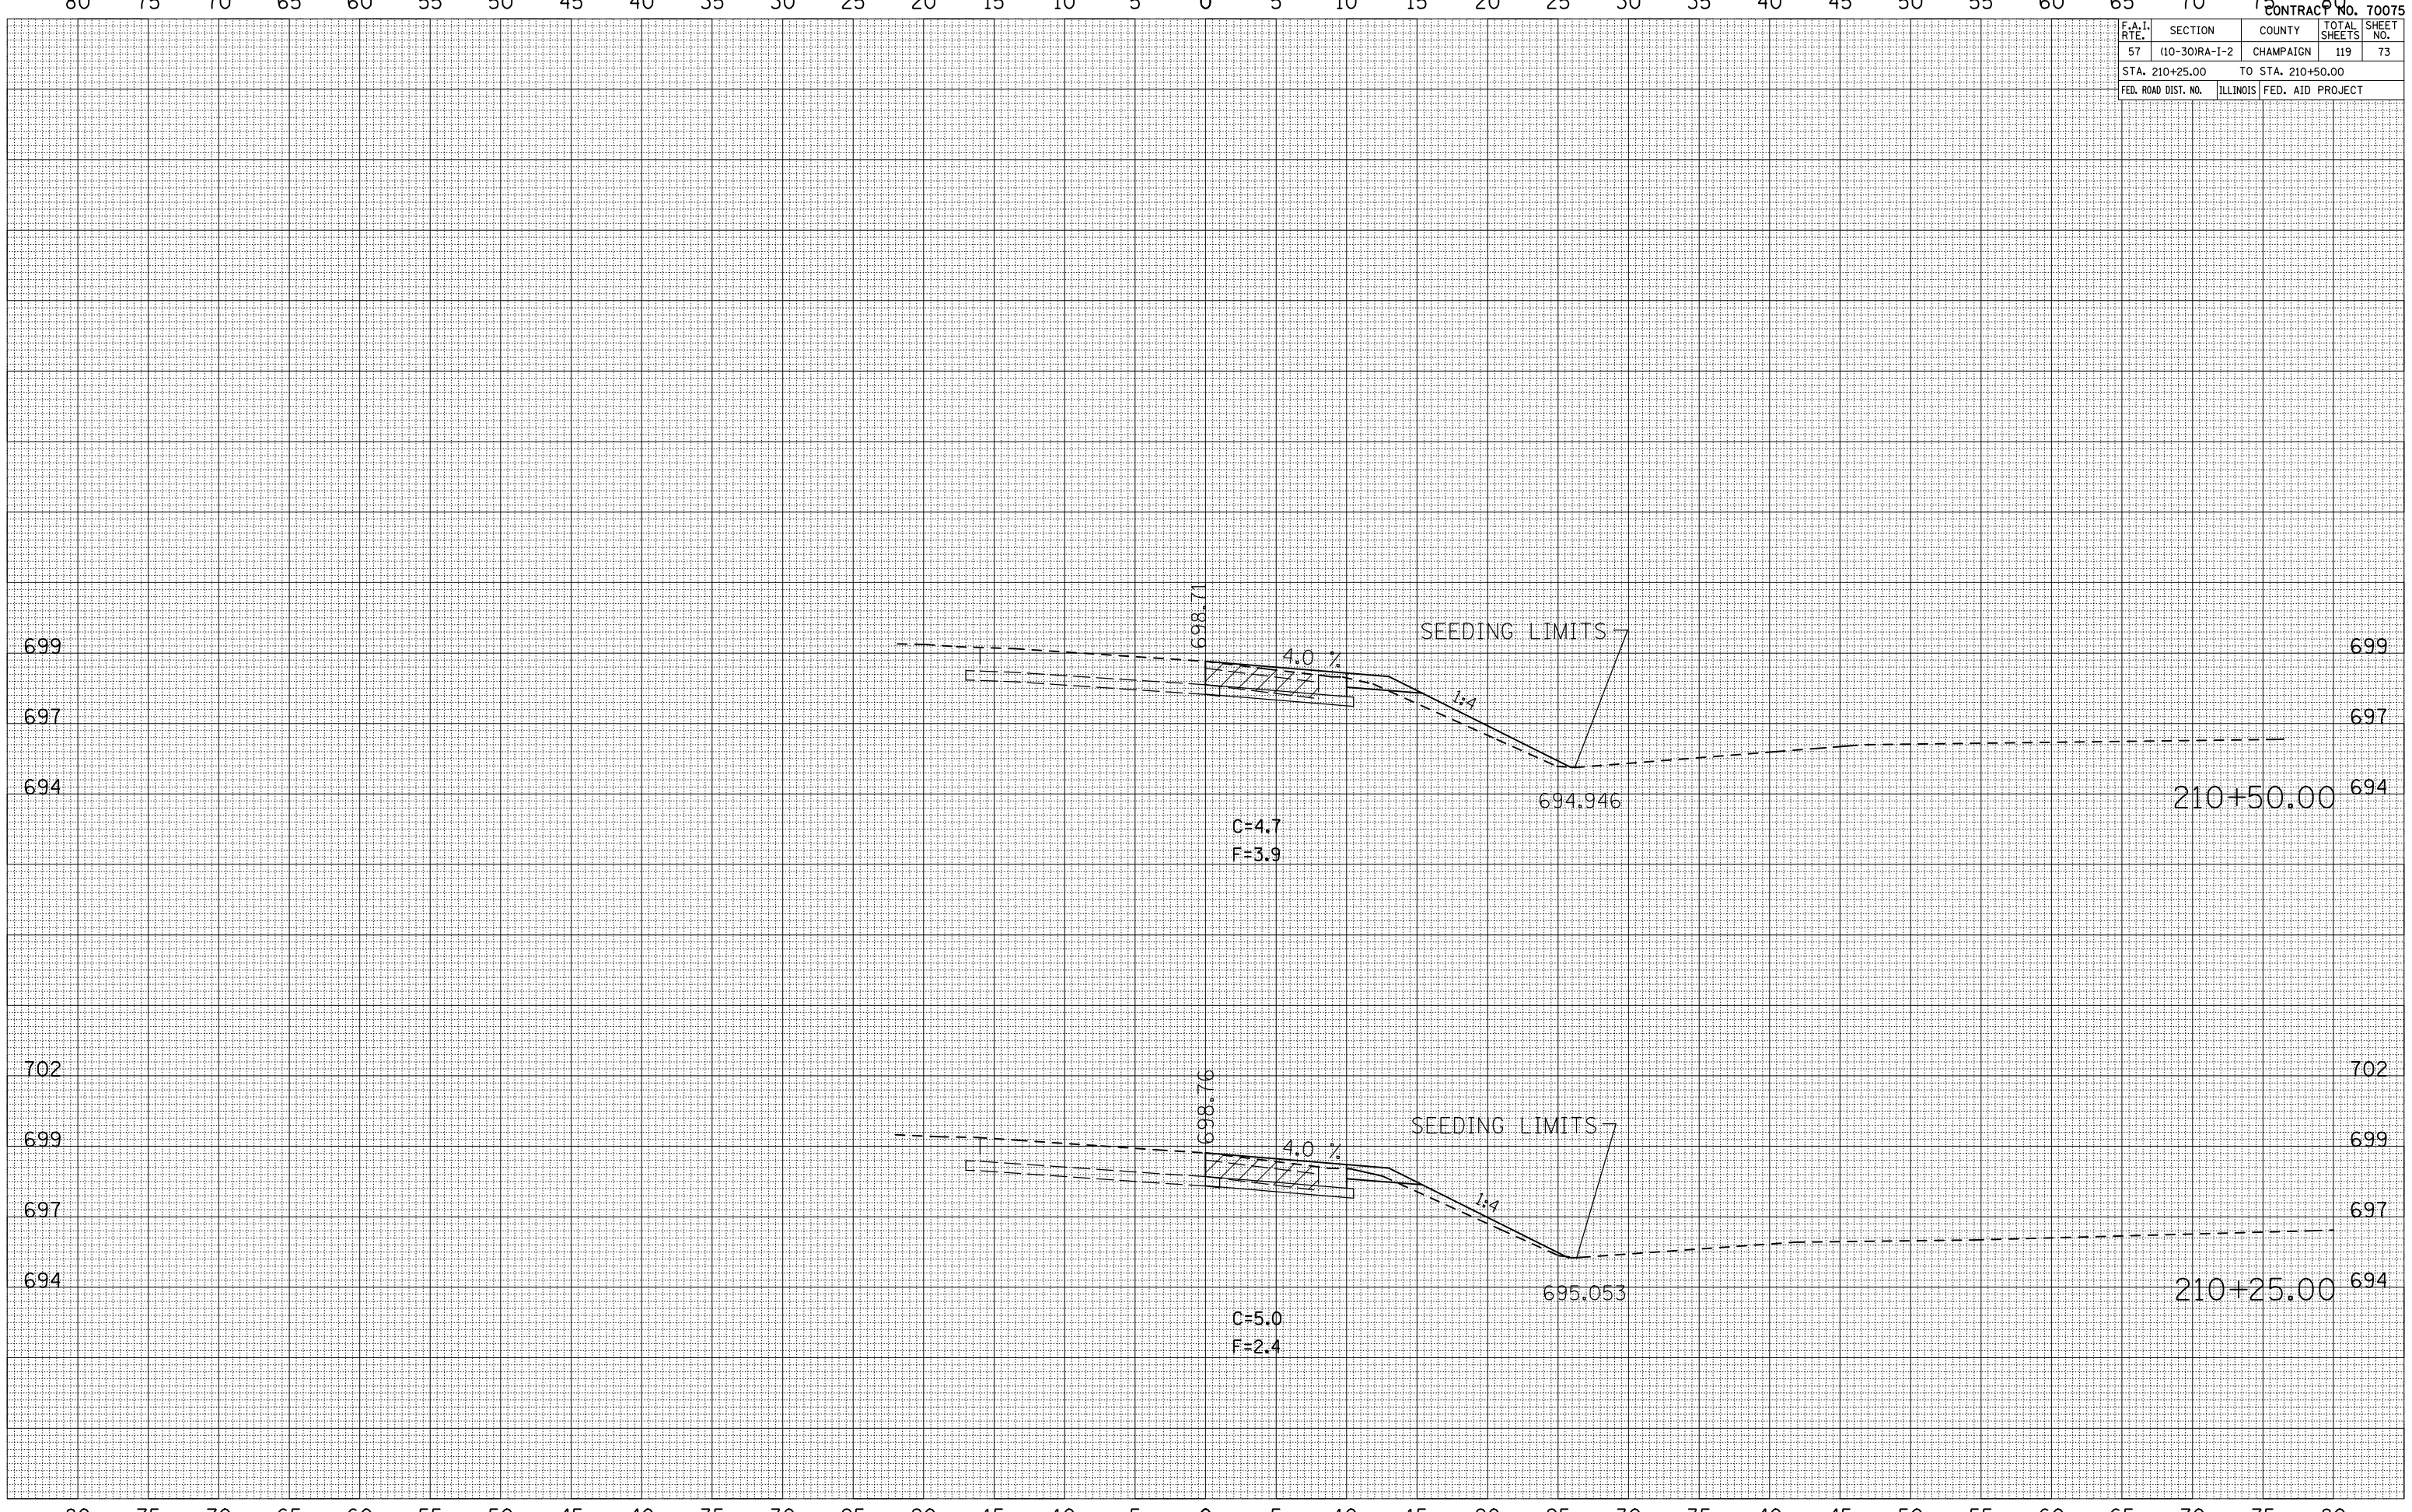 80 75 70 65 60 55 50 45 40 35 30 25 20 15 10 5 0 5 10 15 20 25 30 35 40 45 50 55 60 65 70 75 80
CONTRACT NO. 70075
F.A.I. RTE. SECTION COUNTY TOTAL SHEETS SHEET NO.
57 (10-30)RA-I-2 CHAMPAIGN 119 73
STA. 210+25.00 TO STA. 210+50.00
FED. ROAD DIST. NO. ILLINOIS FED. AID PROJECT
698.71
SEEDING LIMITS
699 4.0 % 699
1:4
697 697
694 694.946 210+50.00 694
C=4.7
F=3.9
702 702
698.76
SEEDING LIMITS
699 4.0 % 699
1:4
697 697
694 695.053 210+25.00 694
C=5.0
F=2.4
80 75 70 65 60 55 50 45 40 35 30 25 20 15 10 5 0 5 10 15 20 25 30 35 40 45 50 55 60 65 70 75 80